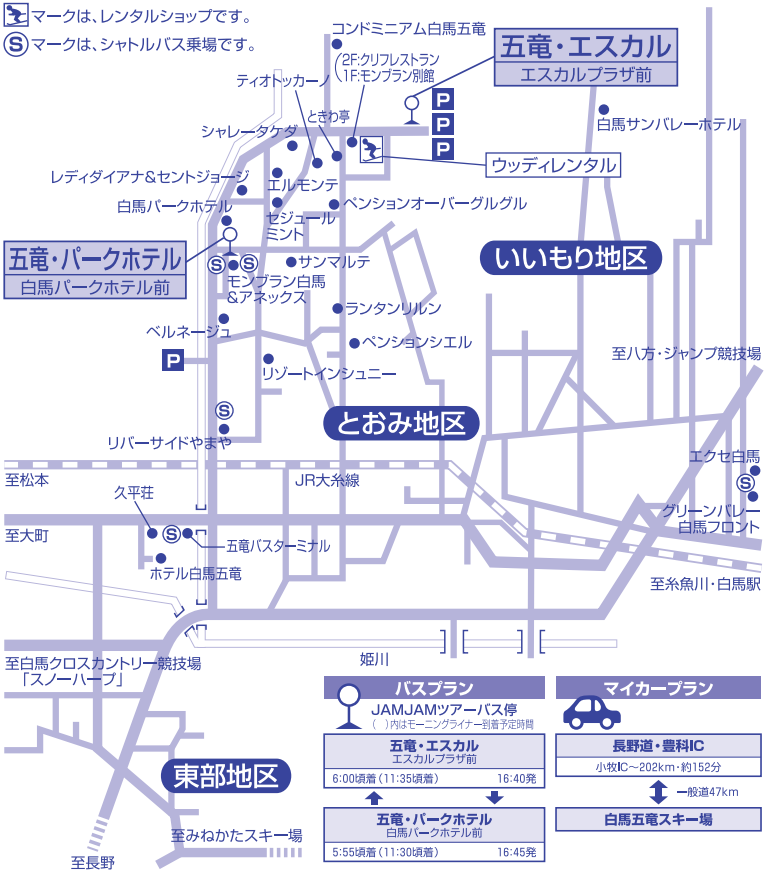 マークは、レンタルショップです。
Ⓢマークは、シャトルバス乗場です。
コンドミニアム白馬五竜
2F:クリフレストラン
1F:モンブラン別館
五竜・エスカル
エスカルプラザ前
ティオトッカーノ
ときわ亭
P
P
P
シャレータケダ
白馬サンバレーホテル
ウッディレンタル
レディダイアナ&セントジョージ
エルモンテ
白馬パークホテル
セジュール
ミント
ペンションオーバーグルグル
五竜・パークホテル
白馬パークホテル前
いいもり地区
Ⓢ
Ⓢ
サンマルテ
モンブラン白馬
&アネックス
ランタンリルン
ベルネージュ
ペンションシエル
P
リゾートインシュニー
至八方・ジャンプ競技場
Ⓢ
とおみ地区
リバーサイドやまや
エクセ白馬
至松本
JR大糸線
Ⓢ
久平荘
グリーンバレー
白馬フロント
至大町
Ⓢ
五竜バスターミナル
ホテル白馬五竜
至糸魚川・白馬駅
至白馬クロスカントリー競技場
「スノーハープ」
姫川
東部地区
至みねかたスキー場
至長野
バスプラン
JAMJAMツアーバス停
( )内はモーニングライナー到着予定時間
五竜・エスカル
エスカルプラザ前
6:00頃着(11:35頃着) 16:40発
五竜・パークホテル
白馬パークホテル前
5:55頃着(11:30頃着) 16:45発
マイカープラン
長野道・豊科IC
小牧IC〜202km・約152分
一般道47km
白馬五竜スキー場